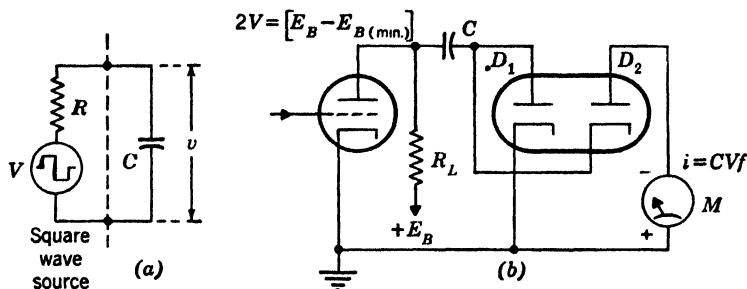 2V=[E_B−E_B(min.)]
C
D₁
D₂
R
V
C
v
R_L
+E_B
i=CVf
−
M
+
Square
wave
source
(a)
(b)